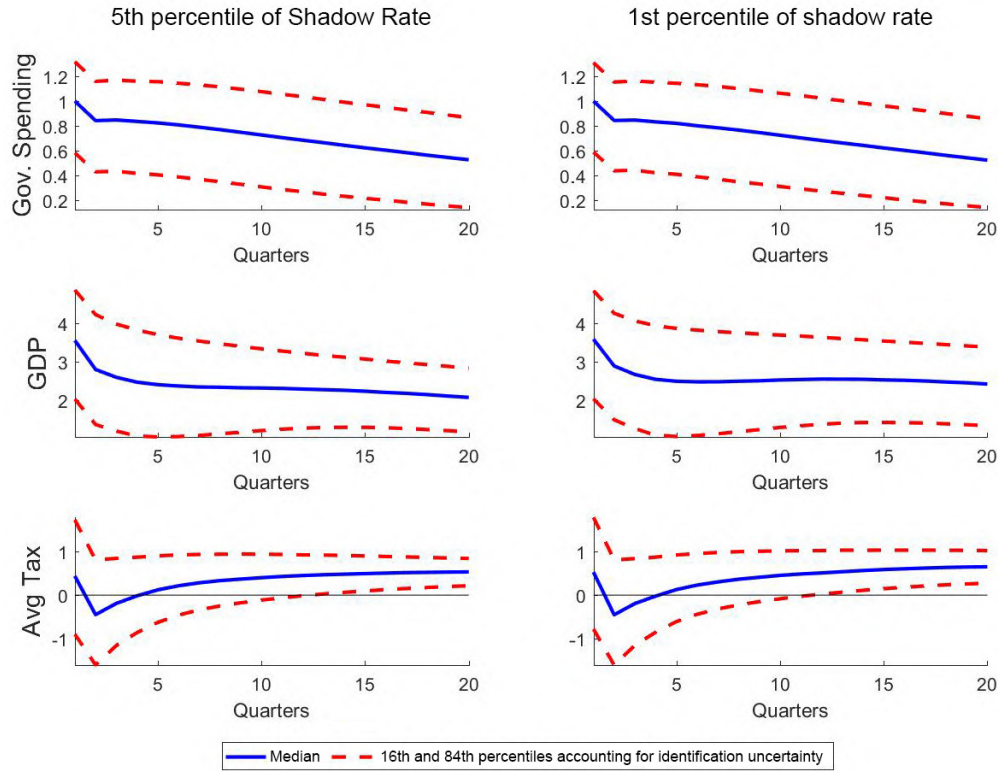 5th percentile of Shadow Rate
1st percentile of shadow rate
Gov. Spending
1.2
1
0.8
0.6
0.4
0.2
5 10 15 20
Quarters
1.2
1
0.8
0.6
0.4
0.2
5 10 15 20
Quarters
GDP
4
3
2
5 10 15 20
Quarters
4
3
2
5 10 15 20
Quarters
Avg Tax
1
0
-1
5 10 15 20
Quarters
1
0
-1
5 10 15 20
Quarters
Median 16th and 84th percentiles accounting for identification uncertainty